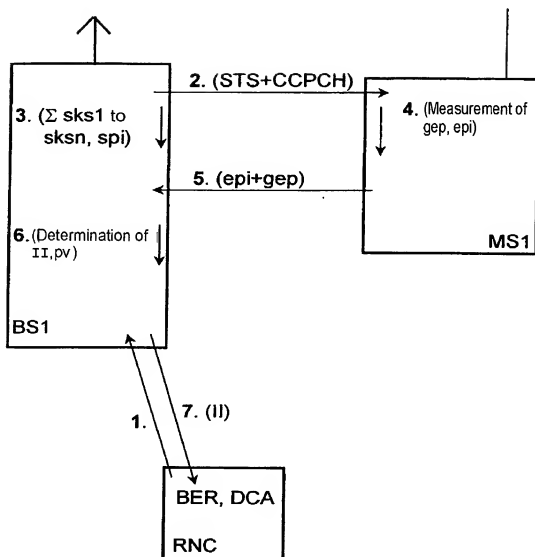 2. (STS+CCPCH)
3. (Σ sks1 to
sksn, spi)
4. (Measurement of
gep, epi)
5. (epi+gep)
6. (Determination of
II,pv)
MS1
BS1
1.
7. (II)
BER, DCA
RNC